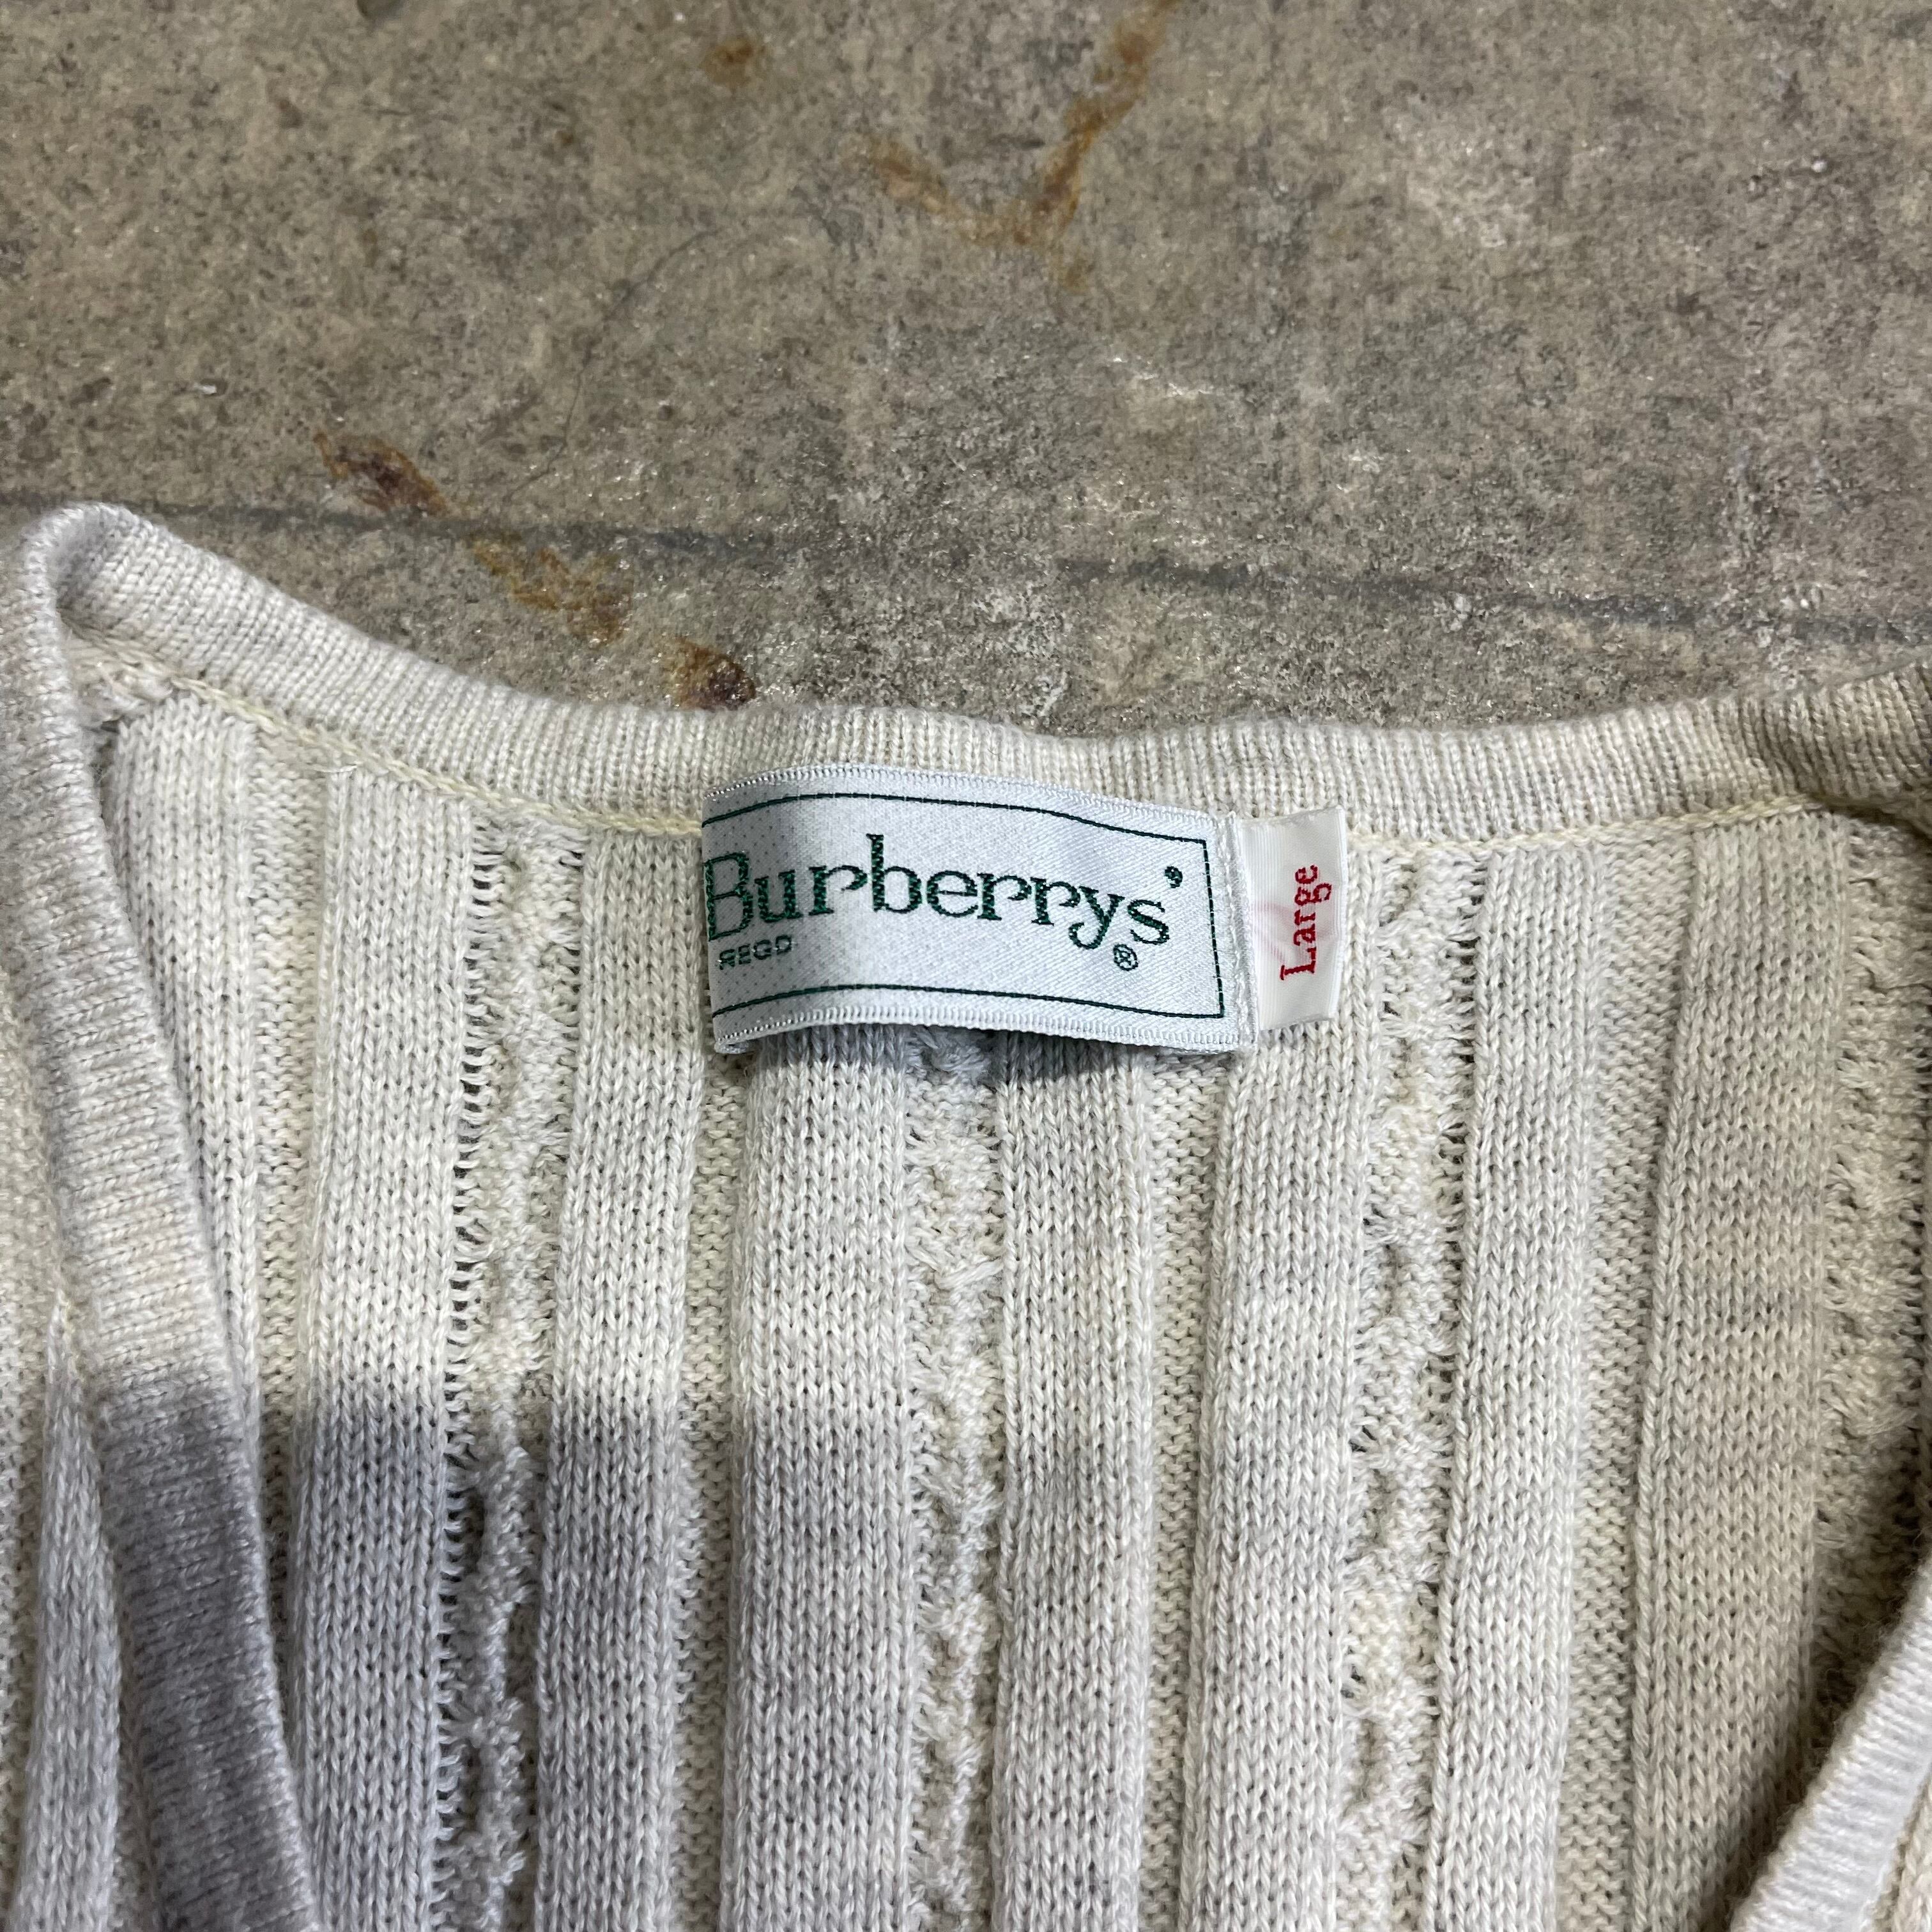 Burberrys'
REGD
®
Large